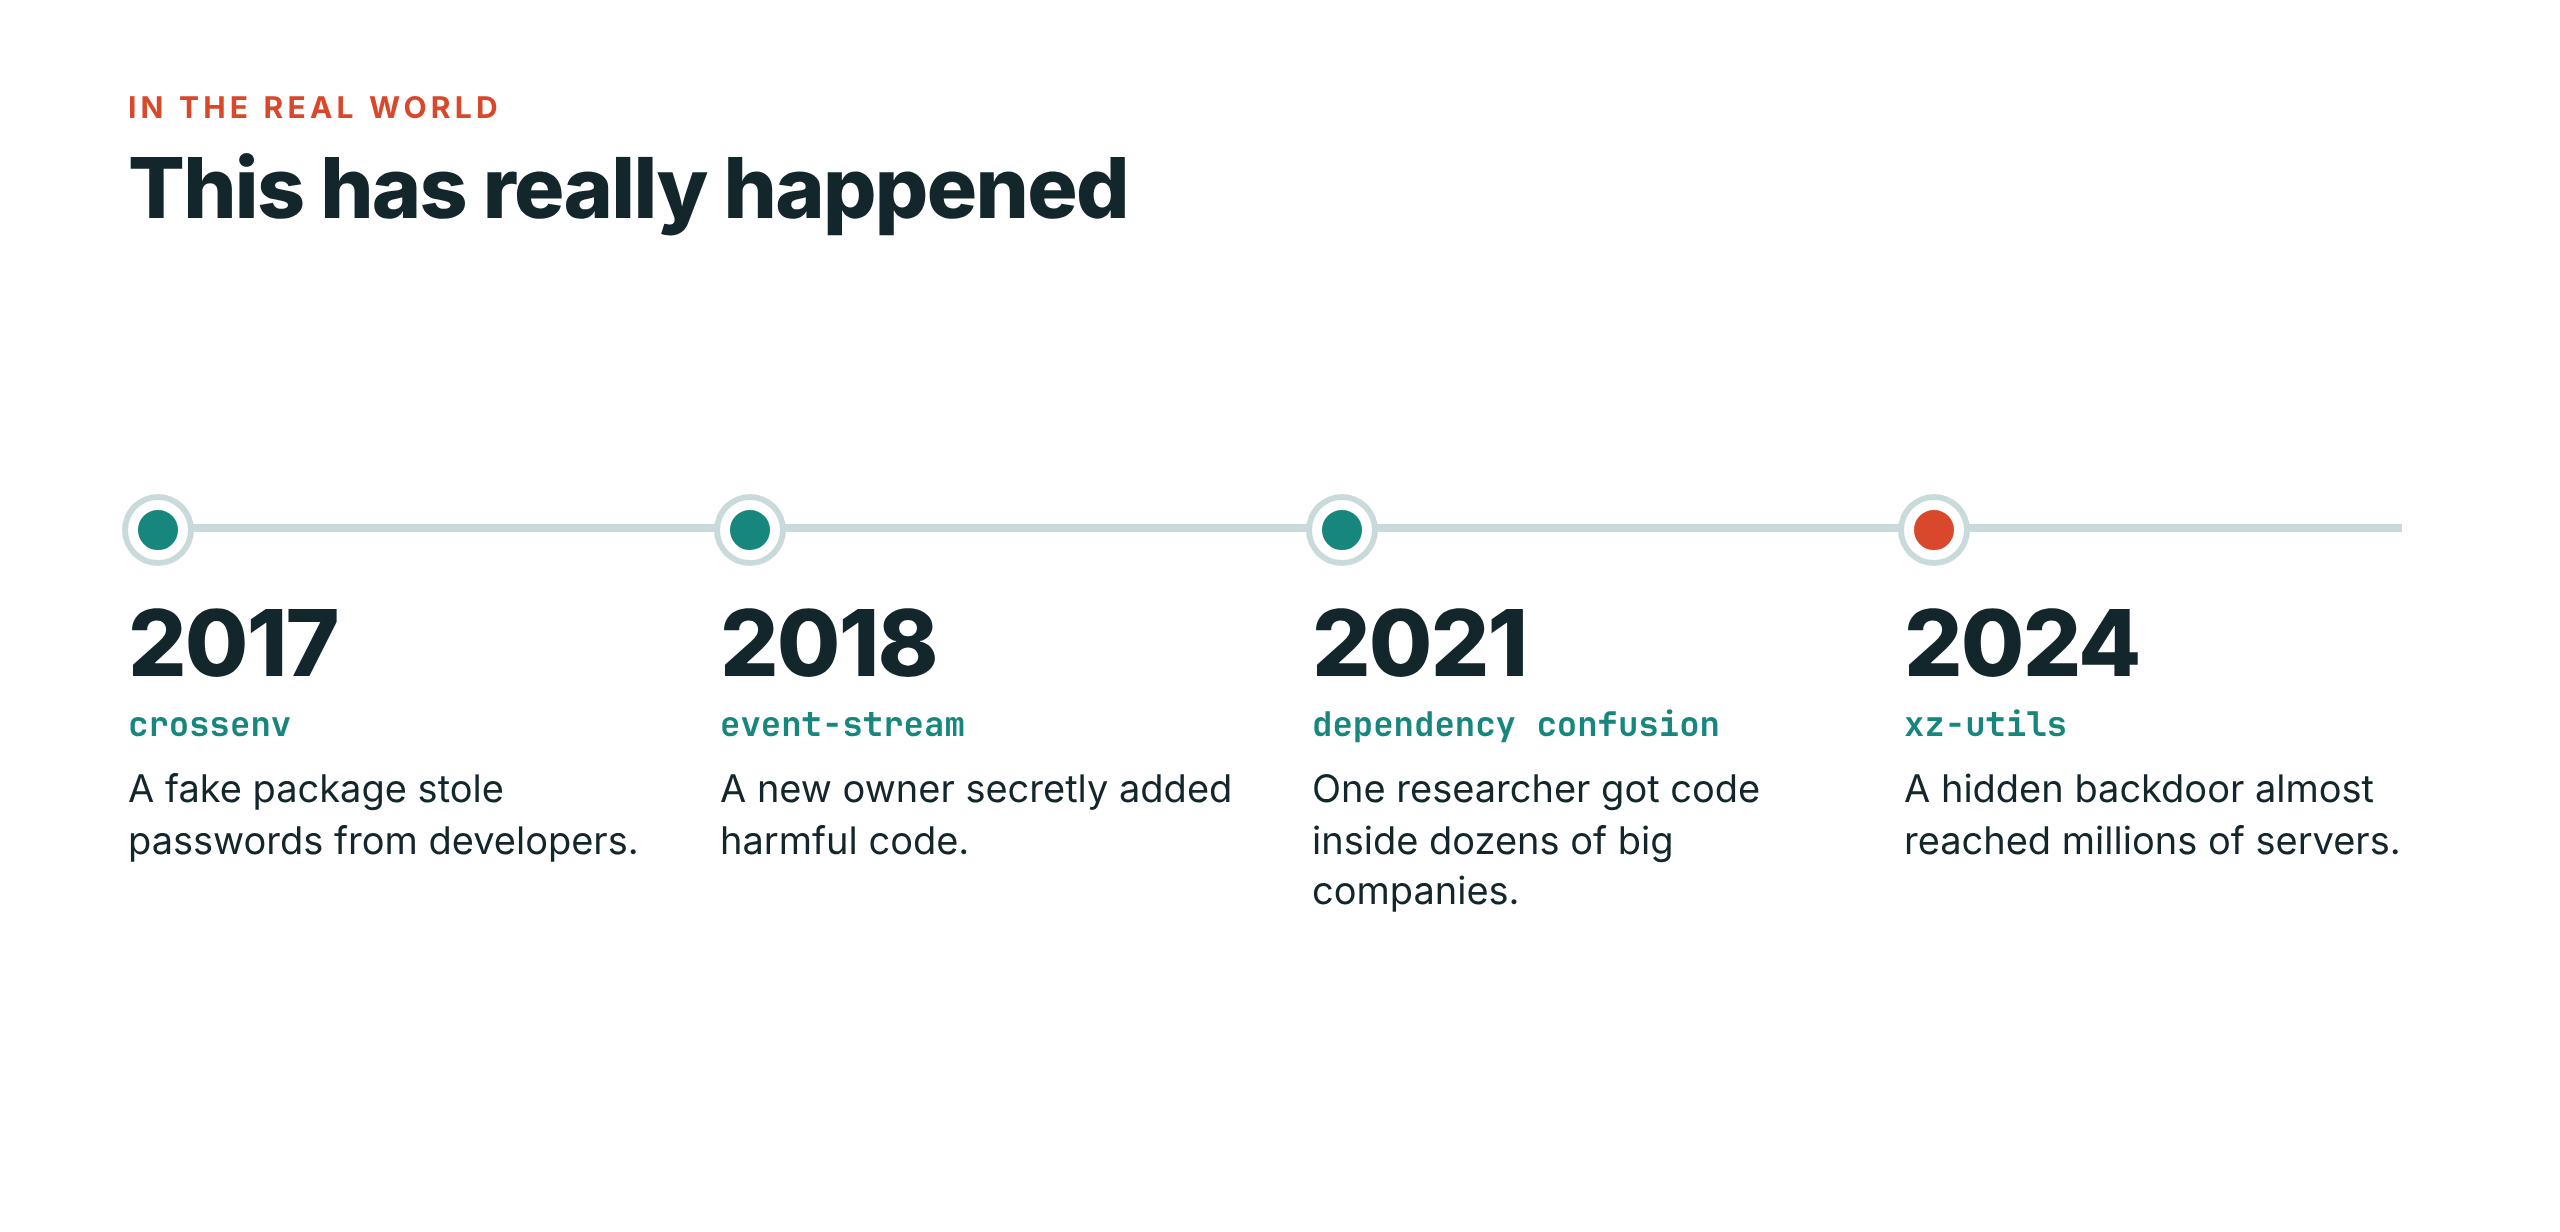 IN THE REAL WORLD
This has really happened
2017
crossenv
A fake package stole
passwords from developers.
2018
event-stream
A new owner secretly added
harmful code.
2021
dependency confusion
One researcher got code
inside dozens of big
companies.
2024
xz-utils
A hidden backdoor almost
reached millions of servers.